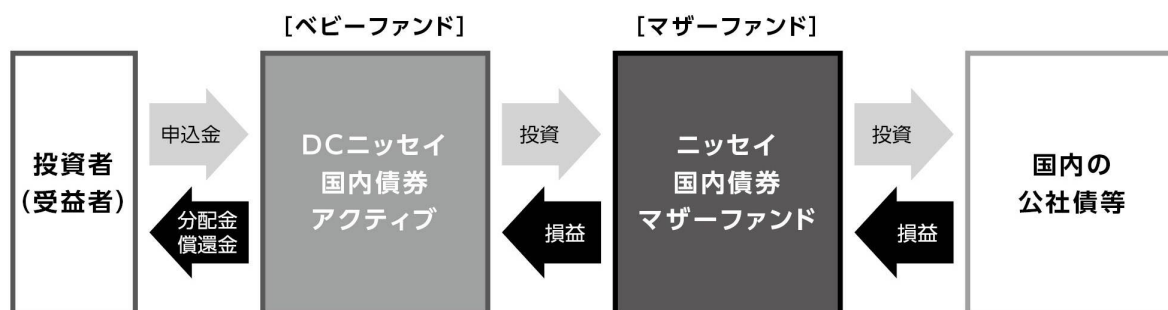 [ベビーファンド]
[マザーファンド]
投資者
(受益者)
申込金
分配金
償還金
DCニッセイ
国内債券
アクティブ
投資
損益
ニッセイ
国内債券
マザーファンド
投資
損益
国内の
公社債等